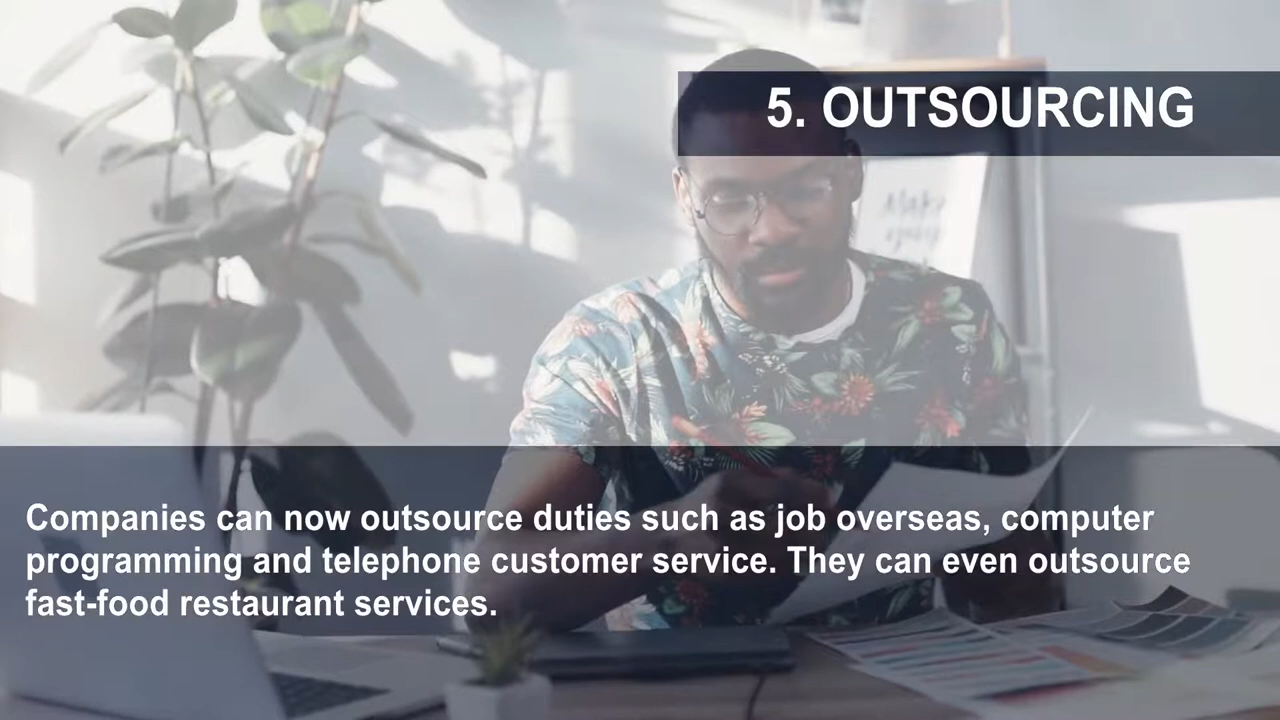 5. OUTSOURCING
Companies can now outsource duties such as job overseas, computer
programming and telephone customer service. They can even outsource
fast-food restaurant services.